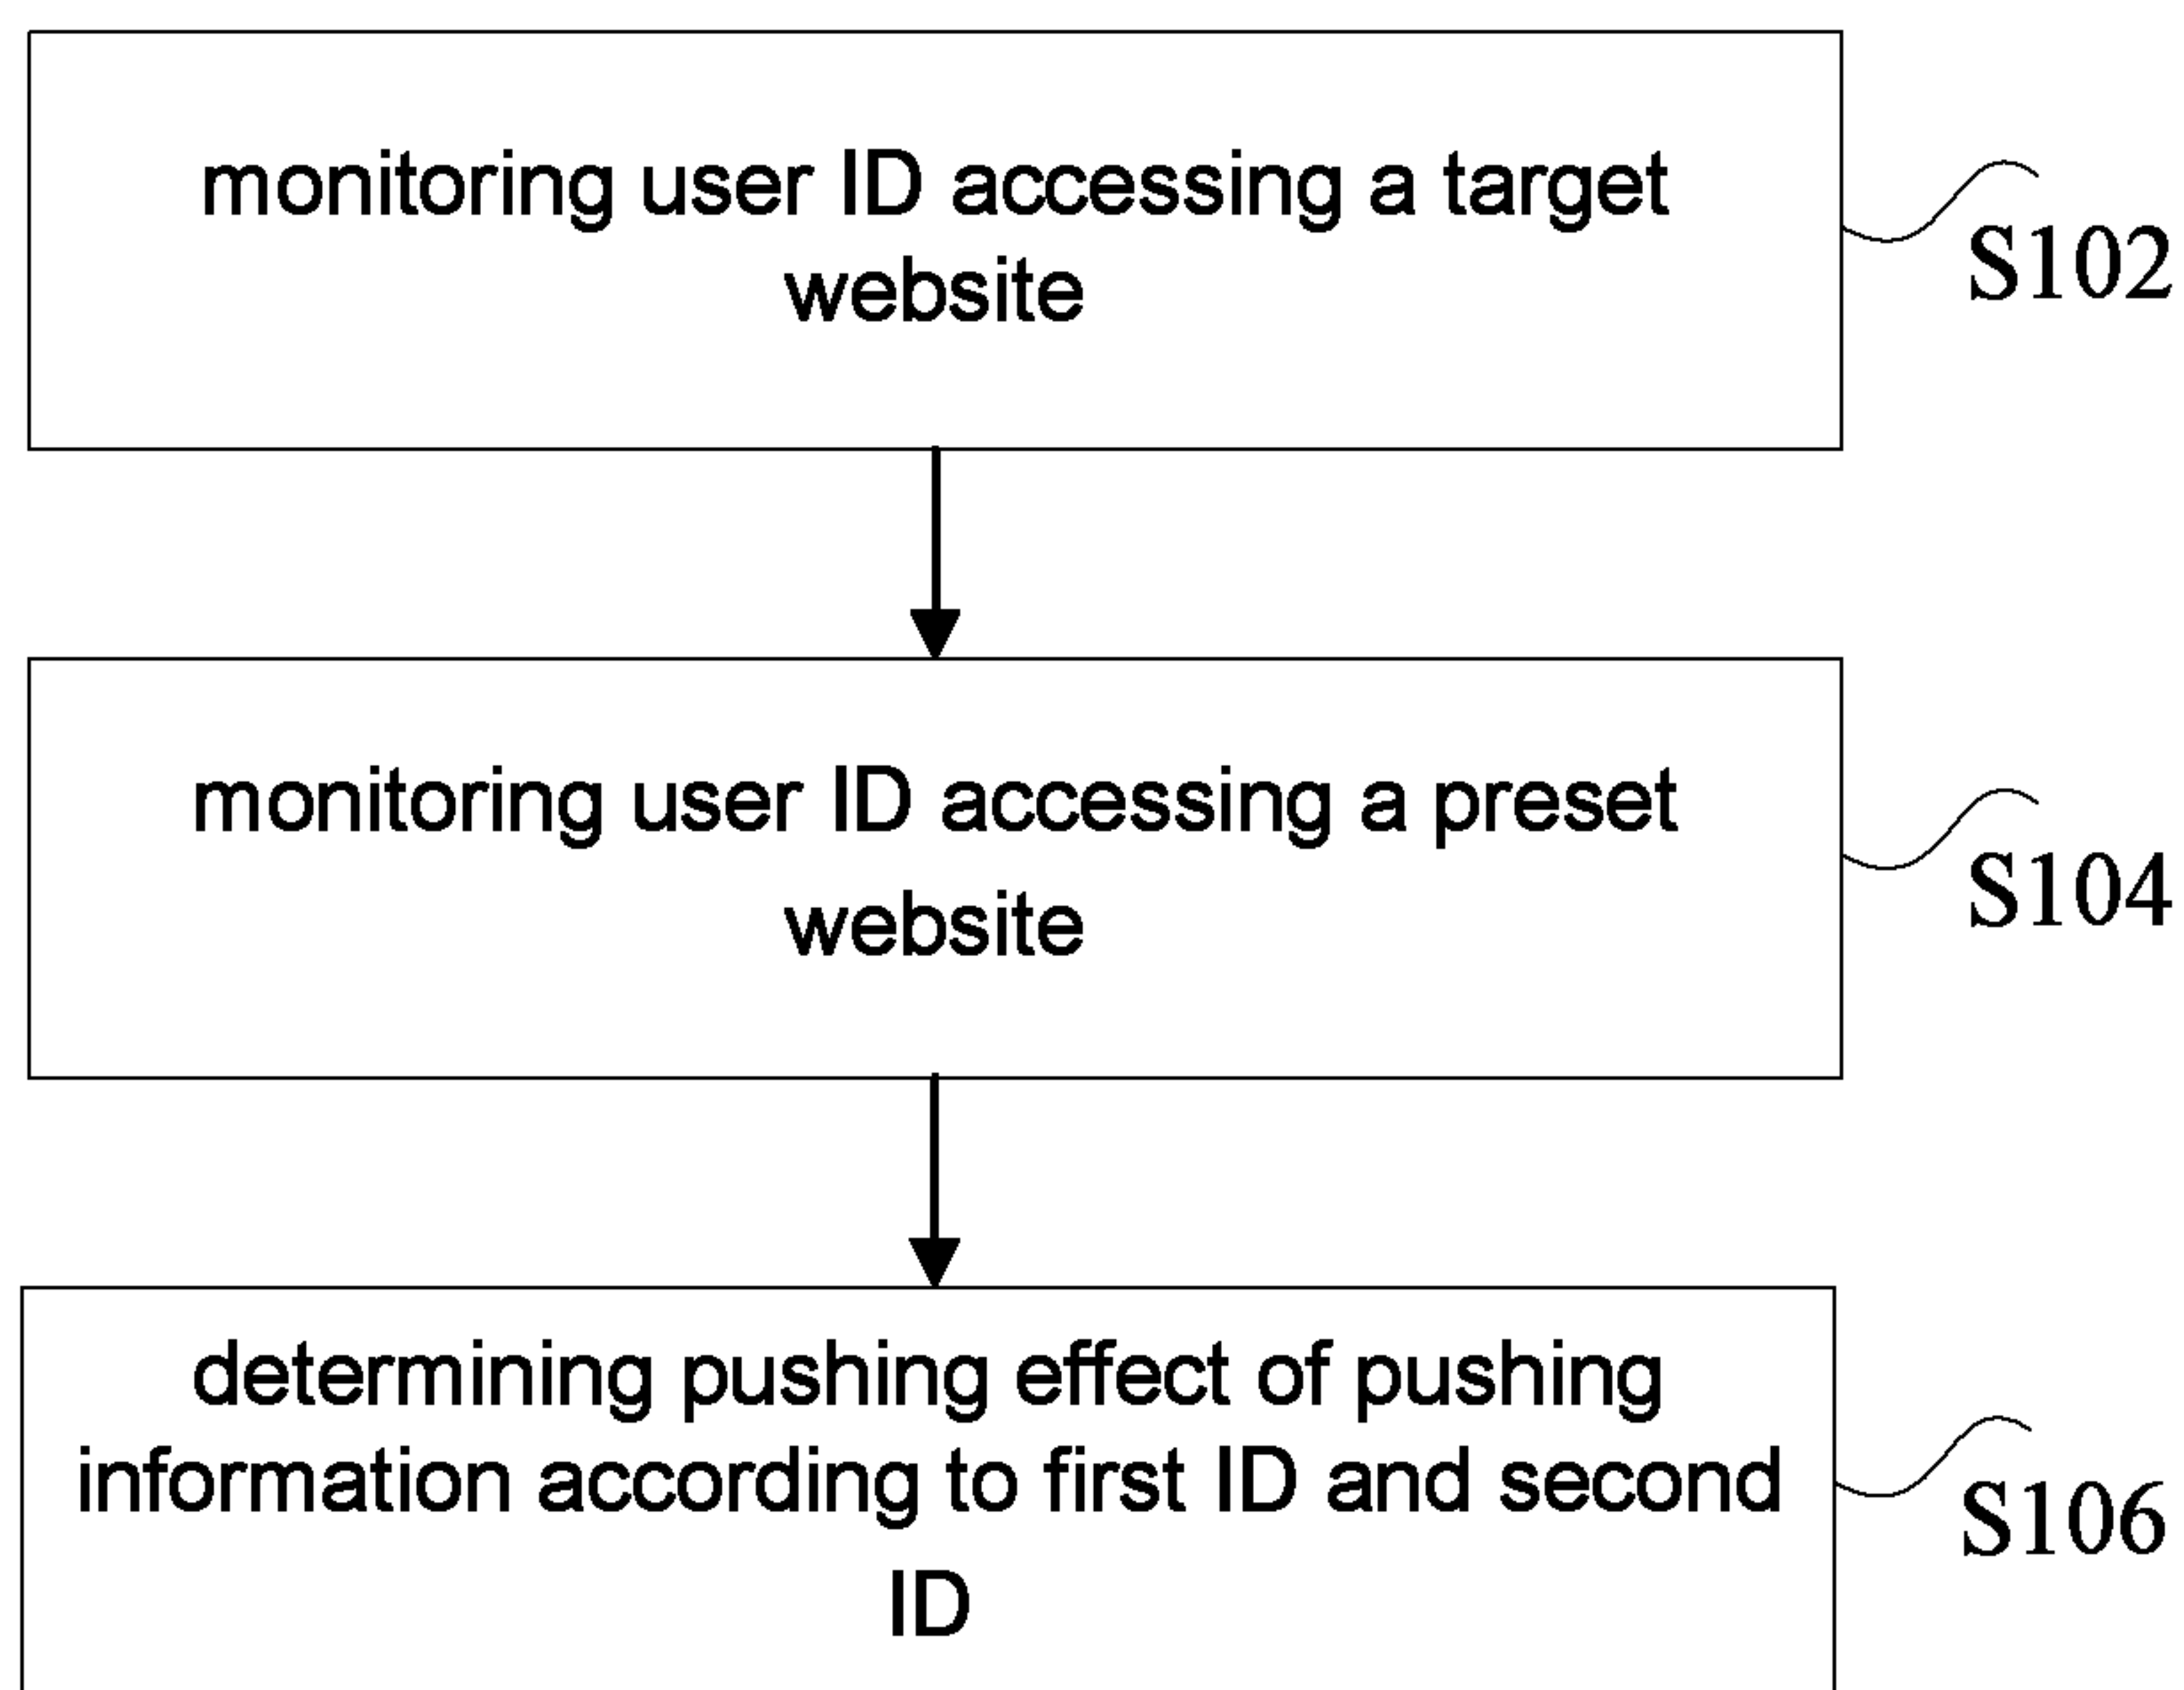 monitoring user ID accessing a target
website
S102
monitoring user ID accessing a preset
website
S104
determining pushing effect of pushing
information according to first ID and second
ID
S106